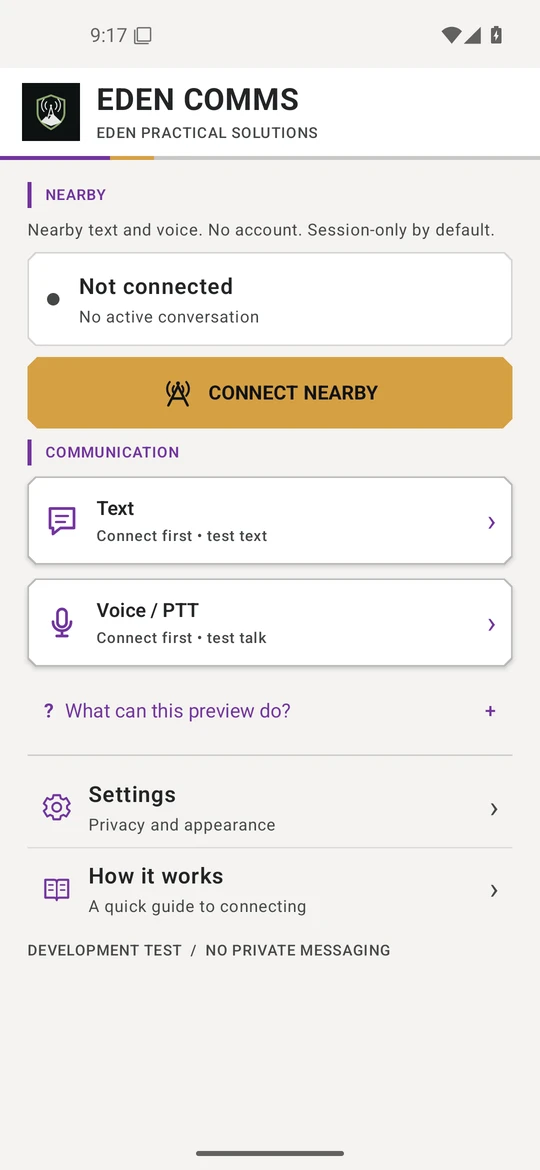 9:17
EDEN COMMS
EDEN PRACTICAL SOLUTIONS
NEARBY
Nearby text and voice. No account. Session-only by default.
Not connected
No active conversation
CONNECT NEARBY
COMMUNICATION
Text
Connect first • test text
Voice / PTT
Connect first • test talk
? What can this preview do? +
Settings
Privacy and appearance
How it works
A quick guide to connecting
DEVELOPMENT TEST / NO PRIVATE MESSAGING